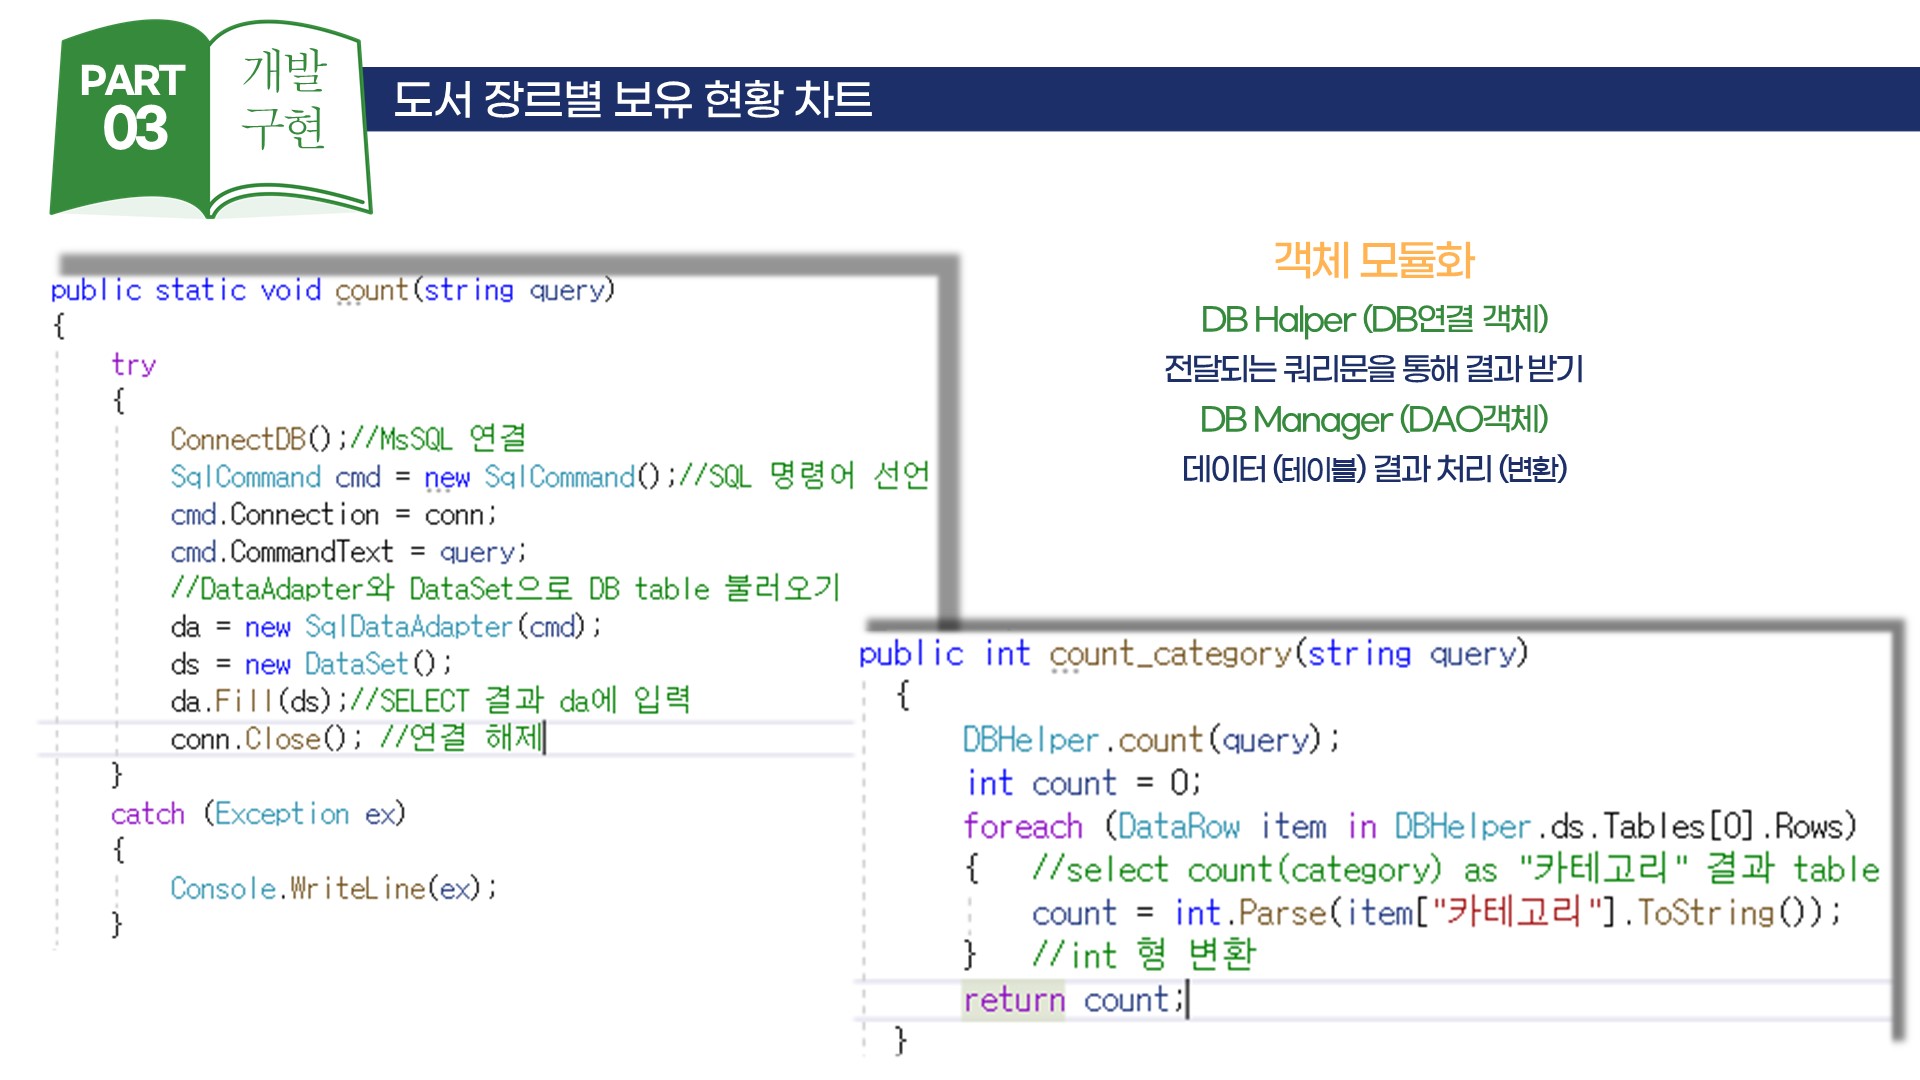 PART
03
개발
구현
도서 장르별 보유 현황 차트
public static void count(string query)
{
try
{
ConnectDB();//MsSQL 연결
SqlCommand cmd = new SqlCommand();//SQL 명령어 선언
cmd.Connection = conn;
cmd.CommandText = query;
//DataAdapter와 DataSet으로 DB table 불러오기
da = new SqlDataAdapter(cmd);
ds = new DataSet();
da.Fill(ds);//SELECT 결과 da에 입력
conn.Close(); //연결 해제
}
catch (Exception ex)
{
Console.WriteLine(ex);
}
객체 모듈화
DB Halper (DB연결 객체)
전달되는 쿼리문을 통해 결과 받기
DB Manager (DAO객체)
데이터 (테이블) 결과 처리 (변환)
public int count_category(string query)
{
DBHelper.count(query);
int count = 0;
foreach (DataRow item in DBHelper.ds.Tables[0].Rows)
{ //select count(category) as "카테고리" 결과 table
count = int.Parse(item["카테고리"].ToString());
} //int 형 변환
return count;
}